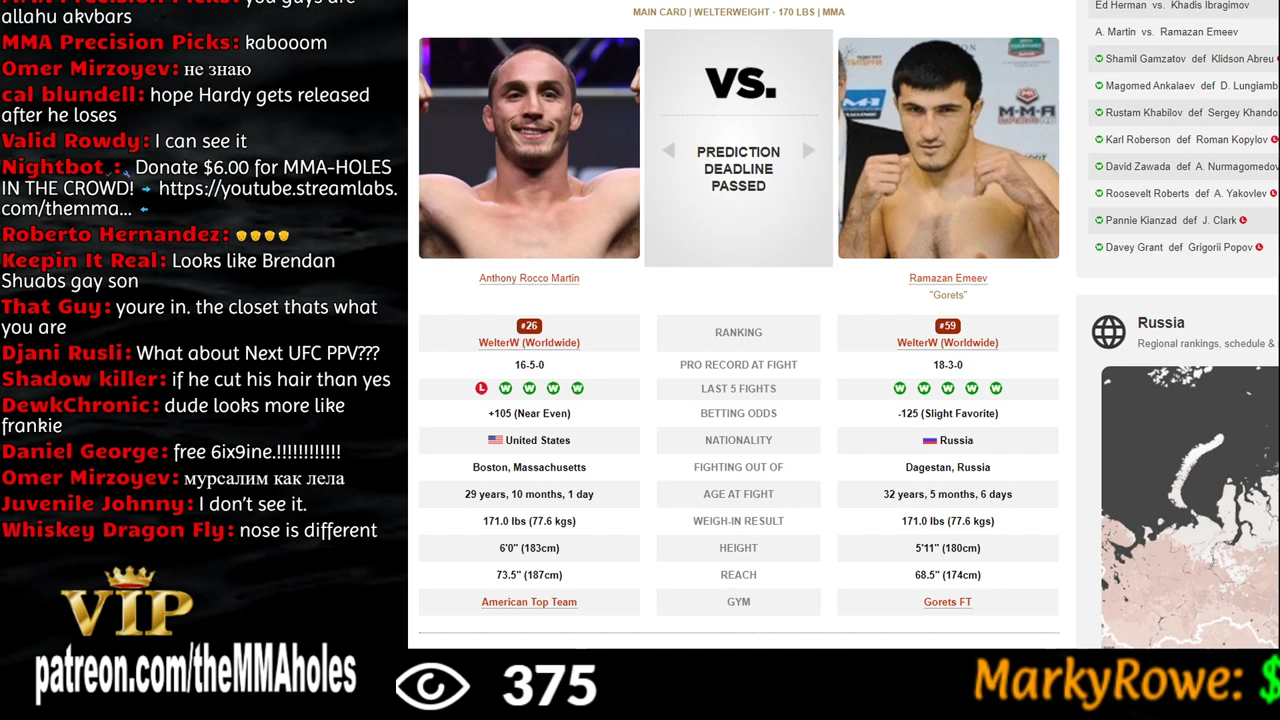 MMA Precision Picks: you guys are
allahu akvbars
MMA Precision Picks: kabooom
Omer Mirzoyev: не знаю
cal blundell: hope Hardy gets released
after he loses
Valid Rowdy: I can see it
Nightbot: Donate $6.00 for MMA-HOLES
IN THE CROWD! https://youtube.streamlabs.
com/themma...
Roberto Hernandez:
Keepin It Real: Looks like Brendan
Shuabs gay son
That Guy: youre in. the closet thats what
you are
Djani Rusli: What about Next UFC PPV???
Shadow killer: if he cut his hair than yes
DewkChronic: dude looks more like
frankie
Daniel George: free 6ix9ine.!!!!!!!!!!!!
Omer Mirzoyev: мурсалим как лела
Juvenile Johnny: I don't see it.
Whiskey Dragon Fly: nose is different
VIP
patreon.com/theMMAholes
MAIN CARD | WELTERWEIGHT · 170 LBS | MMA
VS.
PREDICTION
DEADLINE
PASSED
M-1
M·M·A
Anthony Rocco Martin
Ramazan Emeev
"Gorets"
#26 RANKING #59
WelterW (Worldwide) WelterW (Worldwide)
16-5-0 PRO RECORD AT FIGHT 18-3-0
L W W W W LAST 5 FIGHTS W W W W W
+105 (Near Even) BETTING ODDS -125 (Slight Favorite)
United States NATIONALITY Russia
Boston, Massachusetts FIGHTING OUT OF Dagestan, Russia
29 years, 10 months, 1 day AGE AT FIGHT 32 years, 5 months, 6 days
171.0 lbs (77.6 kgs) WEIGH-IN RESULT 171.0 lbs (77.6 kgs)
6'0" (183cm) HEIGHT 5'11" (180cm)
73.5" (187cm) REACH 68.5" (174cm)
American Top Team GYM Gorets FT
Ed Herman vs. Khadis Ibragimov
A. Martin vs. Ramazan Emeev
W Shamil Gamzatov def Klidson Abreu
W Magomed Ankalaev def D. Lungiamb
W Rustam Khabilov def Sergey Khando
W Karl Roberson def Roman Kopylov L
W David Zawada def A. Nurmagomedo
W Roosevelt Roberts def A. Yakovlev L
W Pannie Kianzad def J. Clark L
W Davey Grant def Grigorii Popov L
Russia
Regional rankings, schedule &
375
MarkyRowe: $